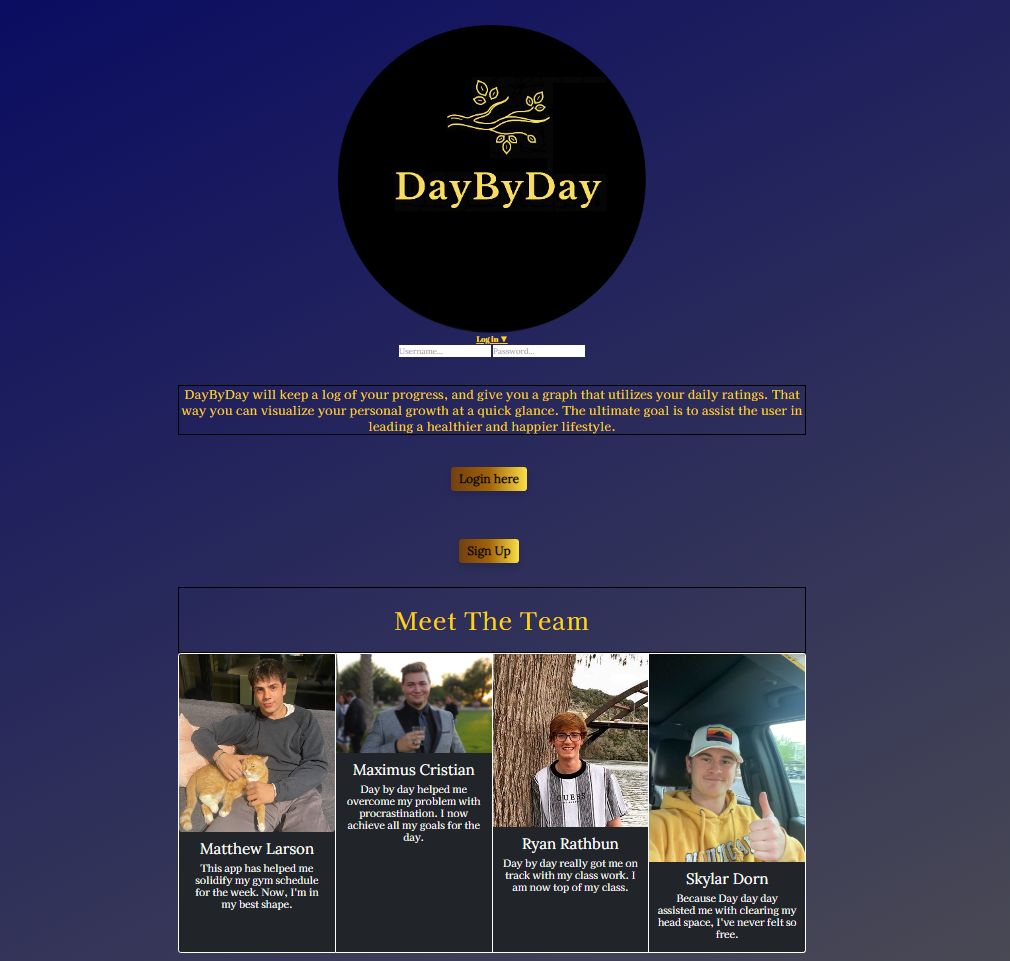 DayByDay
Log in ▼
Username... Password...
DayByDay will keep a log of your progress, and give you a graph that utilizes your daily ratings. That
way you can visualize your personal growth at a quick glance. The ultimate goal is to assist the user in
leading a healthier and happier lifestyle.
Login here
Sign Up
Meet The Team
GUESS
Matthew Larson
This app has helped me
solidify my gym schedule
for the week. Now, I'm in
my best shape.
Maximus Cristian
Day by day helped me
overcome my problem with
procrastination. I now
achieve all my goals for the
day.
Ryan Rathbun
Day by day really got me on
track with my class work. I
am now top of my class.
Skylar Dorn
Because Day day day
assisted me with clearing my
head space, I've never felt so
free.